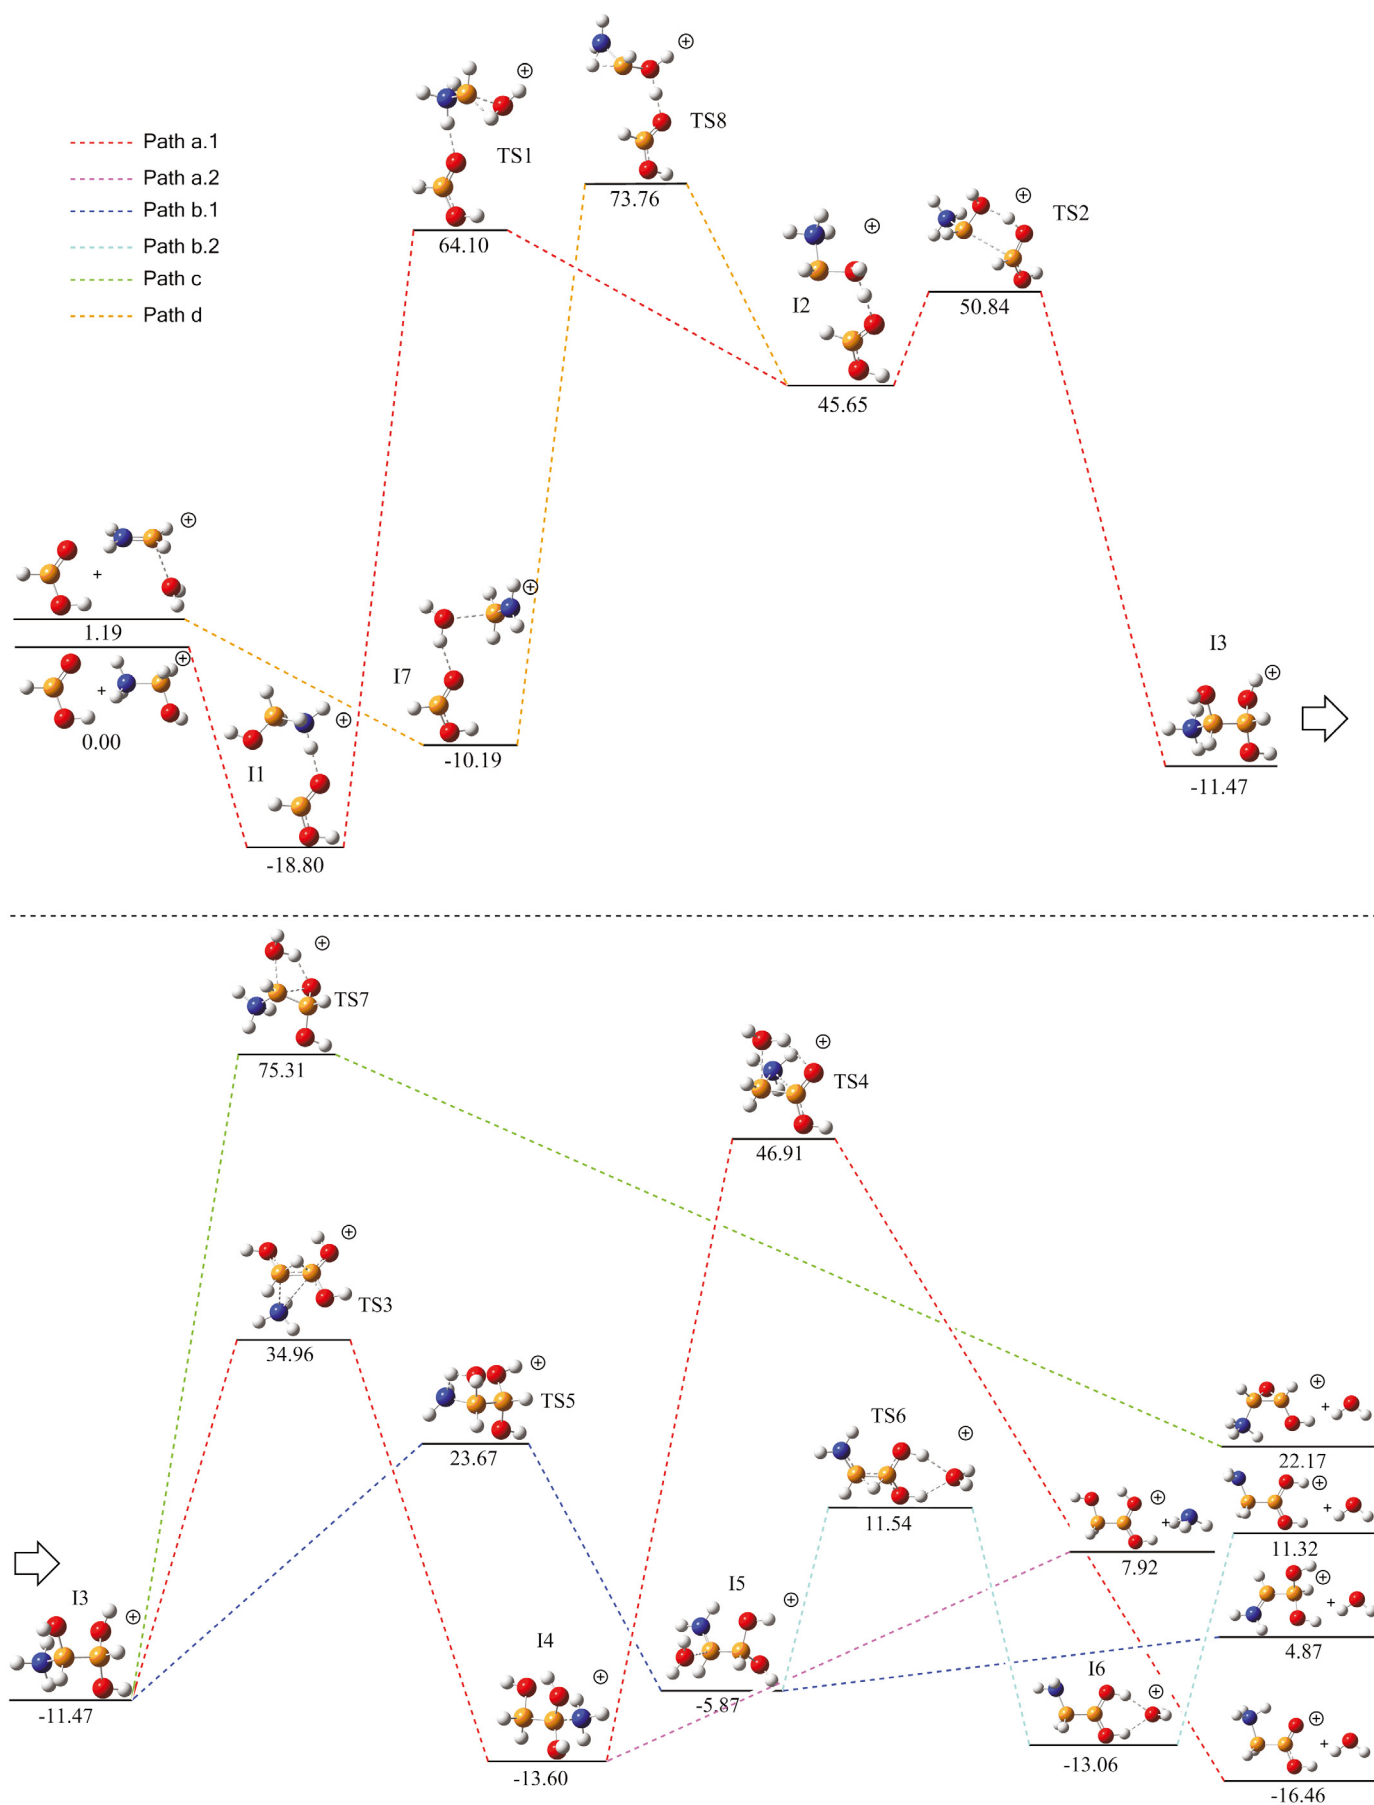 TS8
TS1
Path a.1
Path a.2
Path b.1
Path b.2
Path c
Path d
73.76
64.10
TS2
I2
50.84
45.65
+
1.19
+
0.00
I7
I1
-10.19
-18.80
I3
-11.47
TS7
75.31
TS4
46.91
TS3
34.96
TS5
23.67
TS6
11.54
+
22.17
+
7.92
+
11.32
+
4.87
I3
-11.47
I4
-13.60
I5
-5.87
I6
-13.06
+
-16.46